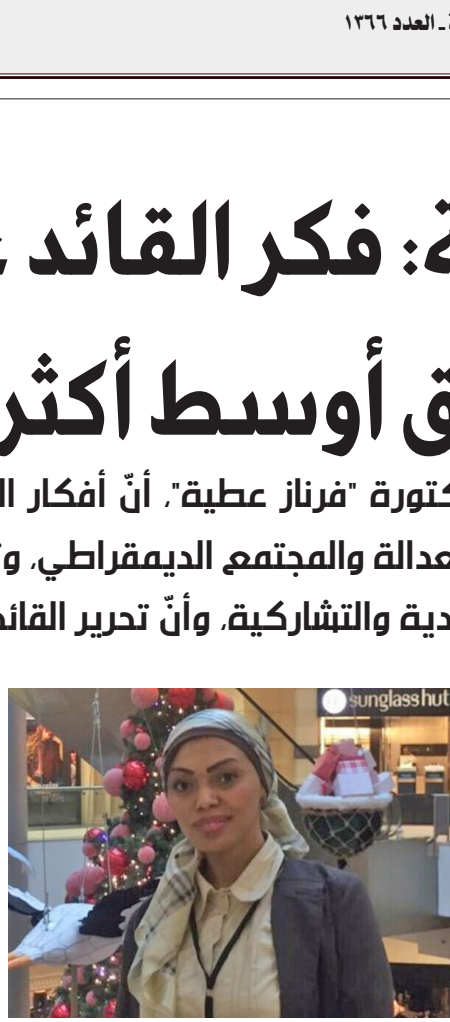 ـ العدد ١٣٦٦
ة: فكر القائد
ق أوسط أكثر
كتورة "فرناز عطية"، أنّ أفكار ال
عدالة والمجتمع الديمقراطي، و
دية والتشاركية، وأنّ تحرير القائد
sunglass hut